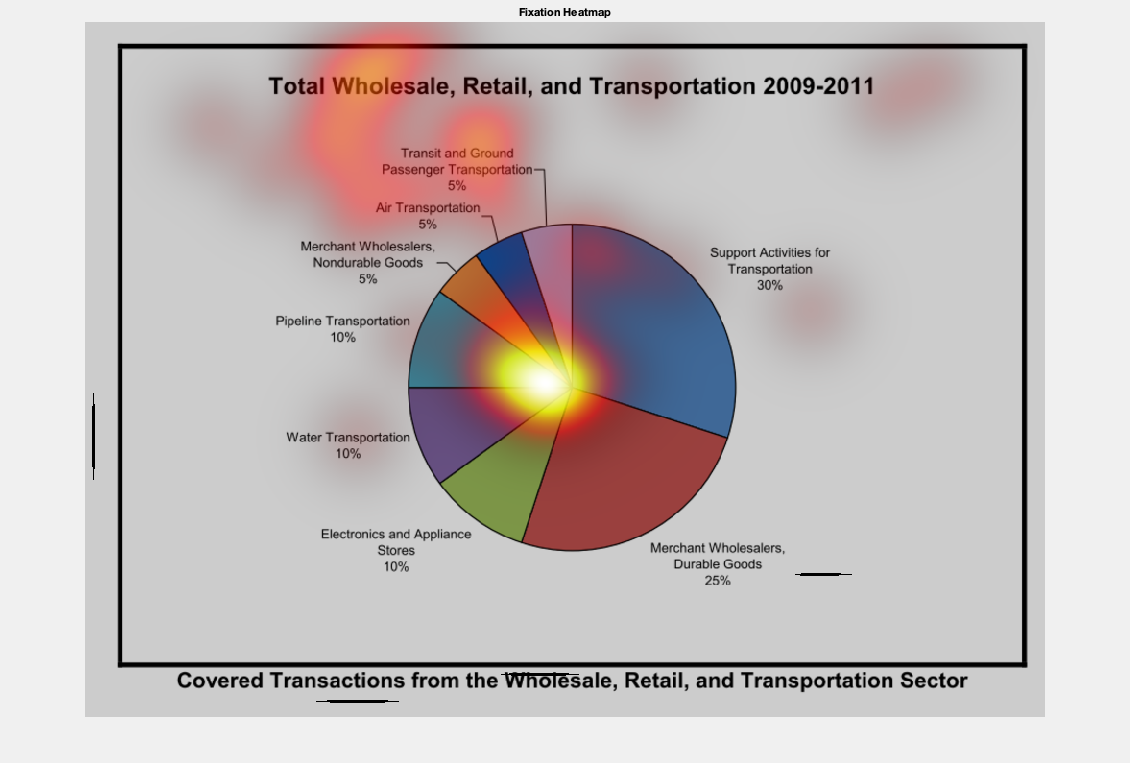 Fixation Heatmap
Total Wholesale, Retail, and Transportation 2009-2011
Transit and Ground
Passenger Transportation
5%
Air Transportation
5%
Merchant Wholesalers,
Nondurable Goods
5%
Pipeline Transportation
10%
Water Transportation
10%
Electronics and Appliance
Stores
10%
Support Activities for
Transportation
30%
Merchant Wholesalers,
Durable Goods
25%
Covered Transactions from the Wholesale, Retail, and Transportation Sector